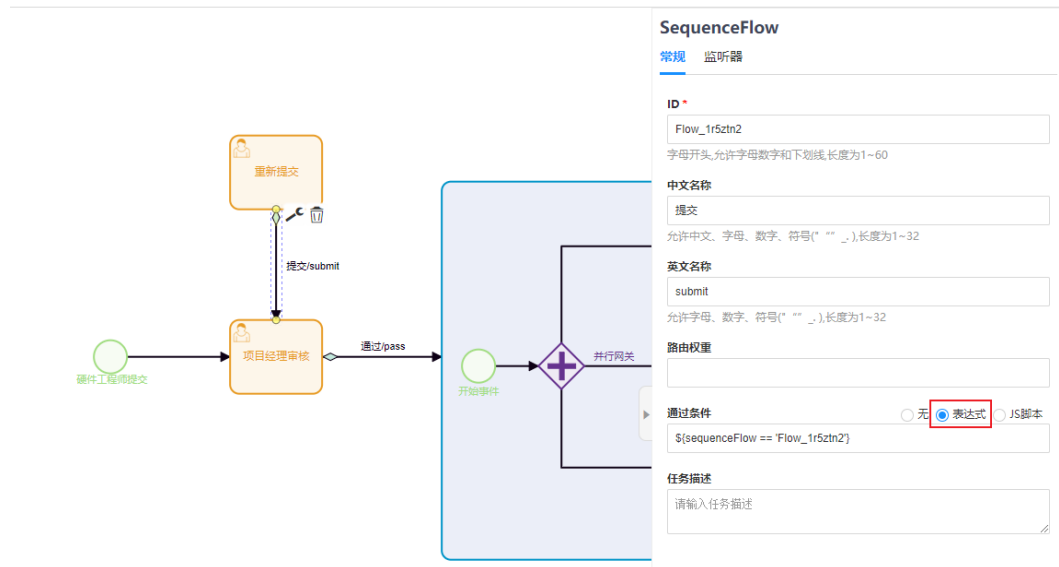 重新提交
提交/submit
项目经理审核
通过/pass
硬件工程师提交
开始事件
并行网关
SequenceFlow
常规 监听器
ID *
Flow_1r5ztn2
字母开头,允许字母数字和下划线,长度为1~60
中文名称
提交
允许中文、字母、数字、符号(" "" _. ),长度为1~32
英文名称
submit
允许字母、数字、符号(" "" _. ),长度为1~32
路由权重
通过条件 无 表达式 JS脚本
${sequenceFlow == 'Flow_1r5ztn2'}
任务描述
请输入任务描述